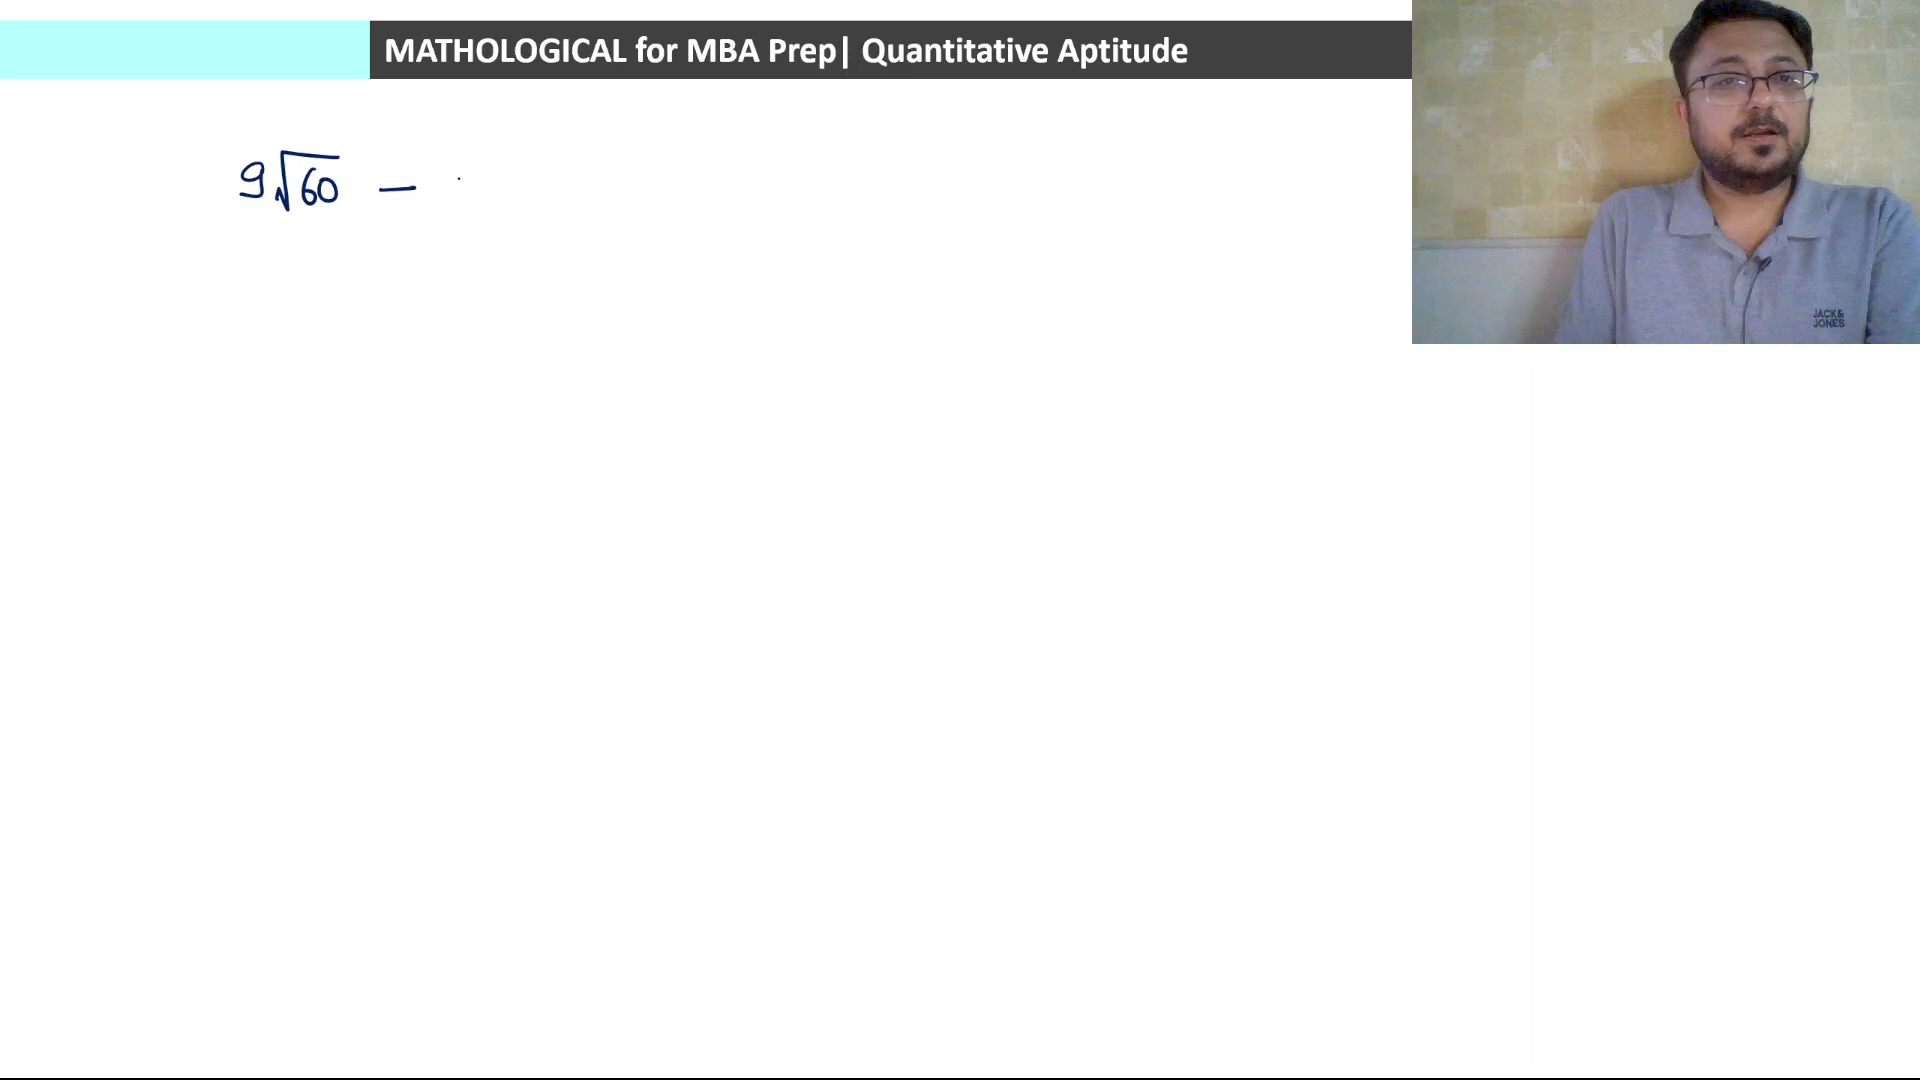 MATHOLOGICAL for MBA Prep| Quantitative Aptitude
9√60 —
JACK&
JONES